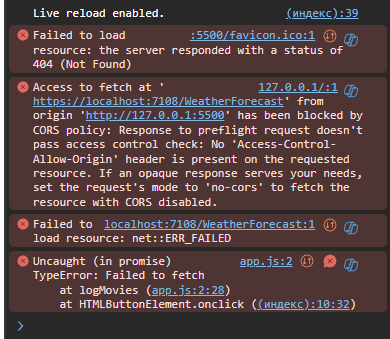 Live reload enabled. (индекс):39
Failed to load :5500/favicon.ico:1
resource: the server responded with a status of
404 (Not Found)
Access to fetch at ' 127.0.0.1/:1
https://localhost:7108/WeatherForecast' from
origin 'http://127.0.0.1:5500' has been blocked by
CORS policy: Response to preflight request doesn't
pass access control check: No 'Access-Control-
Allow-Origin' header is present on the requested
resource. If an opaque response serves your needs,
set the request's mode to 'no-cors' to fetch the
resource with CORS disabled.
Failed to localhost:7108/WeatherForecast:1
load resource: net::ERR_FAILED
Uncaught (in promise) app.js:2
TypeError: Failed to fetch
at logMovies (app.js:2:28)
at HTMLButtonElement.onclick ((индекс):10:32)